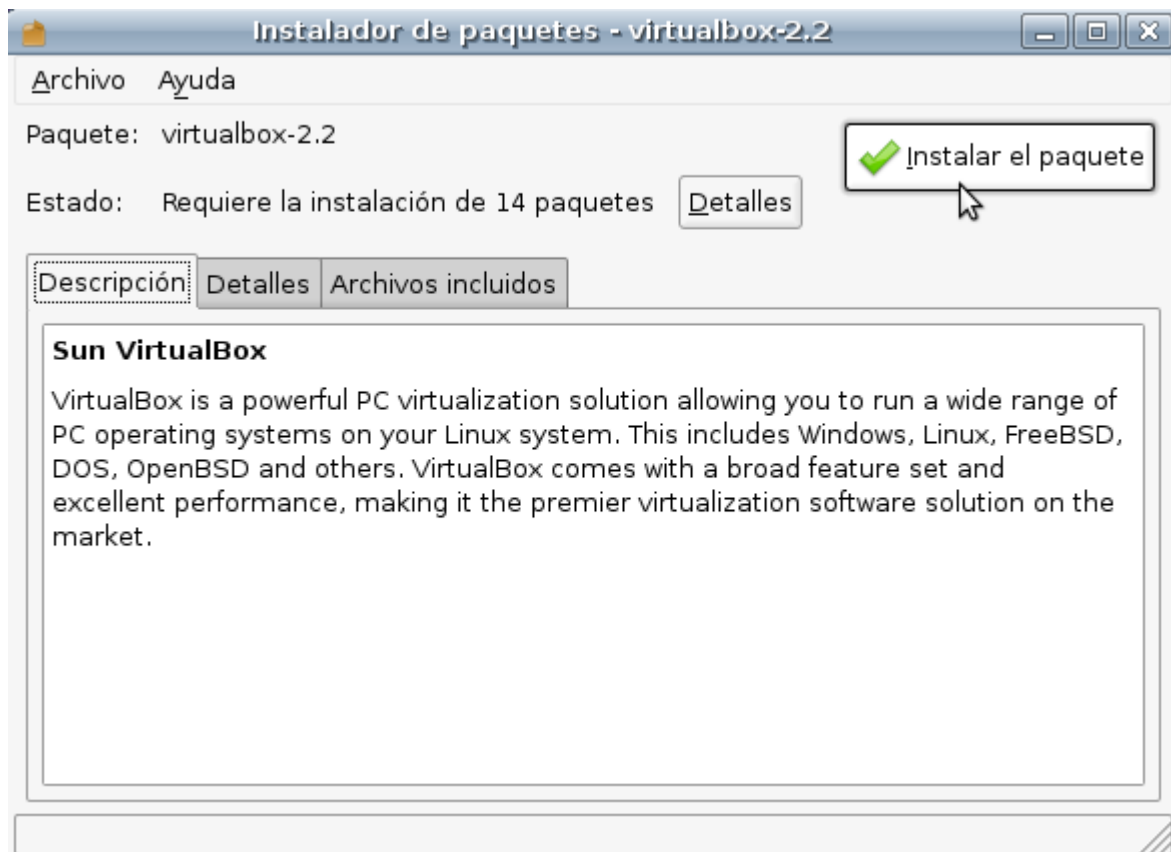 Instalador de paquetes - virtualbox-2.2
Archivo Ayuda
Paquete: virtualbox-2.2
Instalar el paquete
Estado: Requiere la instalación de 14 paquetes Detalles
Descripción Detalles Archivos incluidos
Sun VirtualBox
VirtualBox is a powerful PC virtualization solution allowing you to run a wide range of
PC operating systems on your Linux system. This includes Windows, Linux, FreeBSD,
DOS, OpenBSD and others. VirtualBox comes with a broad feature set and
excellent performance, making it the premier virtualization software solution on the
market.